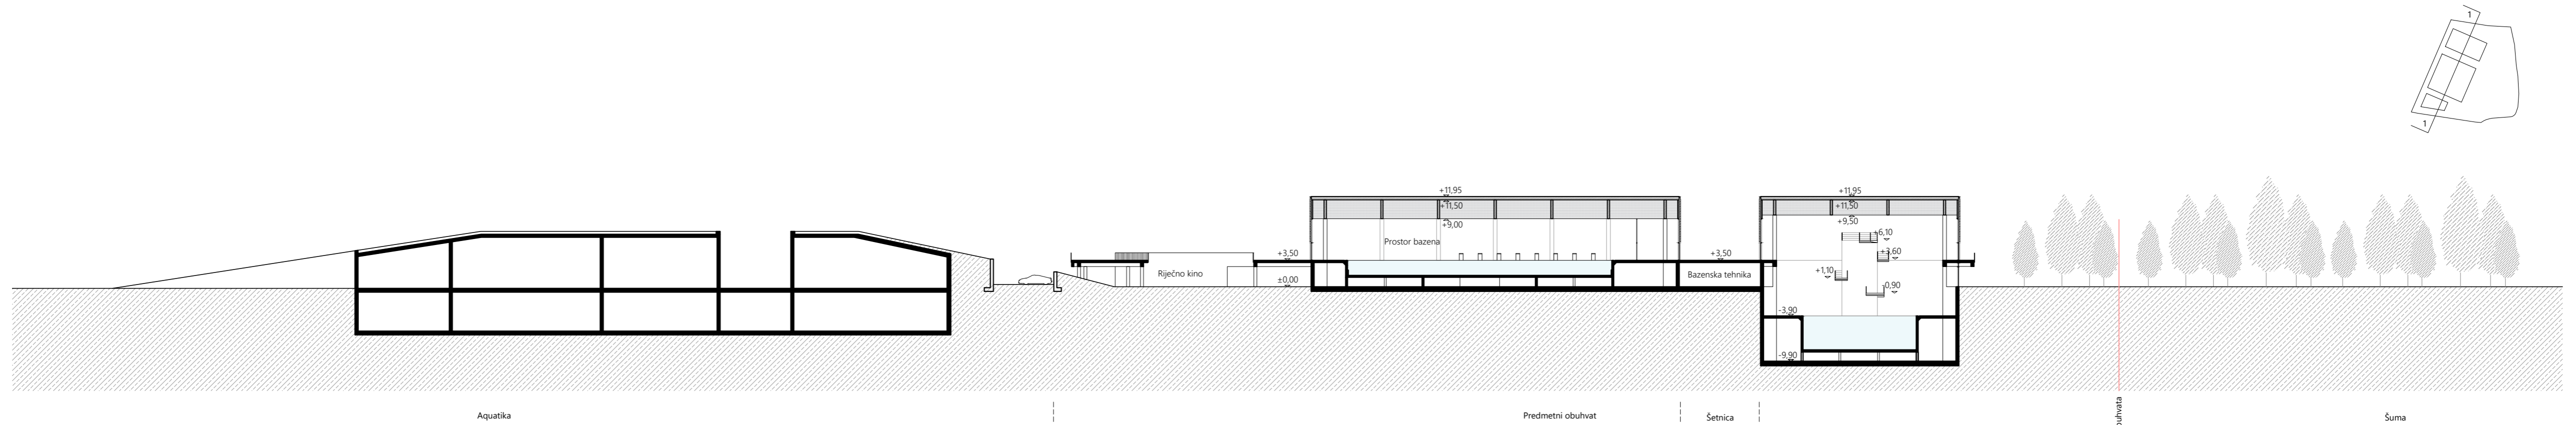 1
1
+11,95
+11,50
+9,00
Prostor bazena
+11,95
+11,50
+9,50
+6,10
+3,60
+1,10
-0,90
+3,50
Riječno kino
±0,00
+3,50
Bazenska tehnika
-3,90
-9,90
Aquatika
Predmetni obuhvat
Šetnica
Šuma